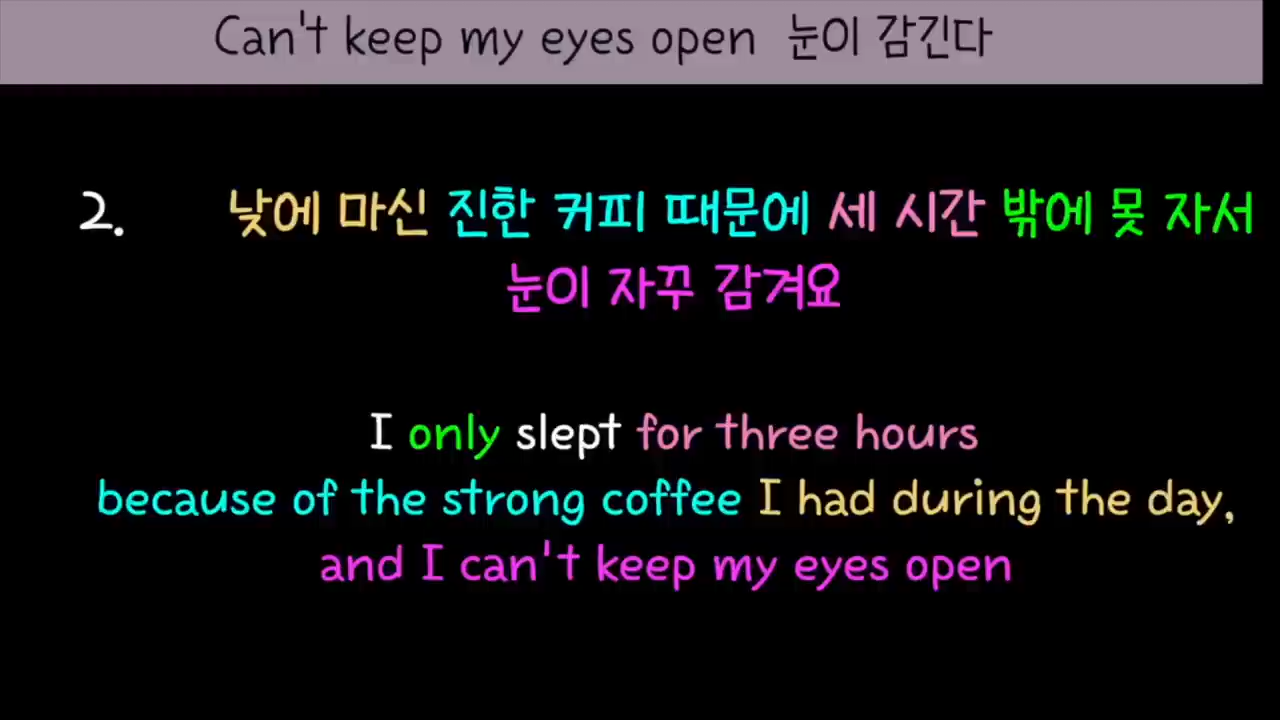 Can't keep my eyes open 눈이 감긴다
2. 낮에 마신 진한 커피 때문에 세 시간 밖에 못 자서
눈이 자꾸 감겨요
I only slept for three hours
because of the strong coffee I had during the day,
and I can't keep my eyes open